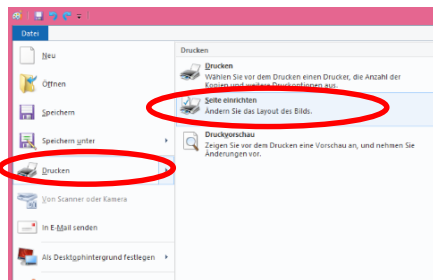 Datei
Neu
Öffnen
Speichern
Speichern unter
Drucken
Von Scanner oder Kamera
In E-Mail senden
Als Desktophintergrund festlegen
Drucken
Drucken
Wählen Sie vor dem Drucken einen Drucker, die Anzahl der
Kopien und weitere Druckoptionen aus.
Seite einrichten
Ändern Sie das Layout des Bilds.
Druckvorschau
Zeigen Sie vor dem Drucken eine Vorschau an, und nehmen Sie
Änderungen vor.